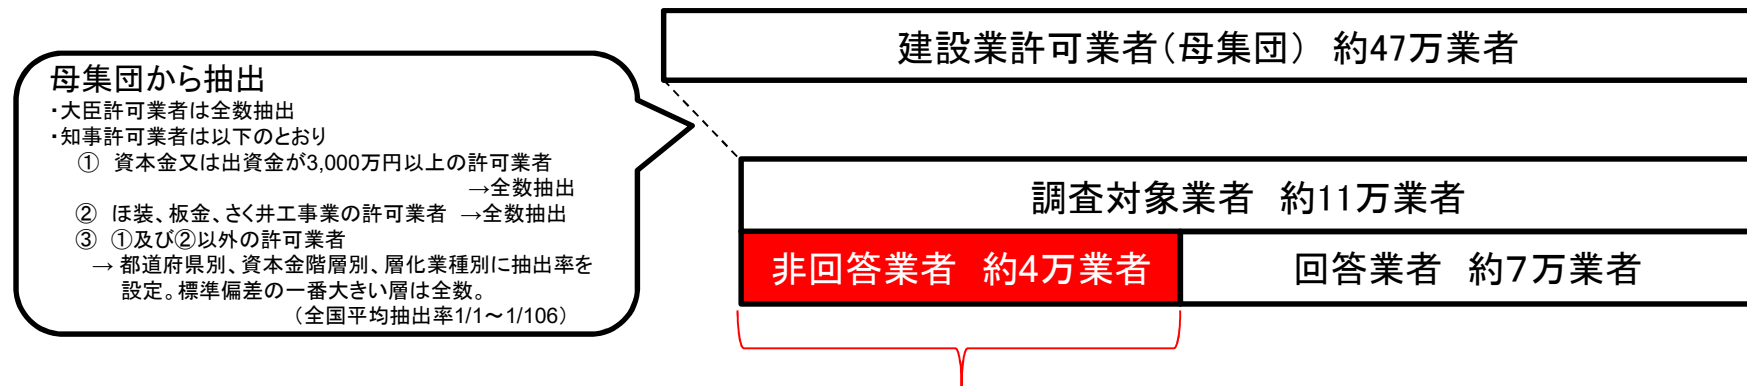 建設業許可業者(母集団) 約47万業者
母集団から抽出
・大臣許可業者は全数抽出
・知事許可業者は以下のとおり
① 資本金又は出資金が3,000万円以上の許可業者
→全数抽出
② ほ装、板金、さく井工事業の許可業者 →全数抽出
③ ①及び②以外の許可業者
→ 都道府県別、資本金階層別、層化業種別に抽出率を
設定。標準偏差の一番大きい層は全数。
(全国平均抽出率1/1～1/106)
調査対象業者 約11万業者
非回答業者 約4万業者
回答業者 約7万業者